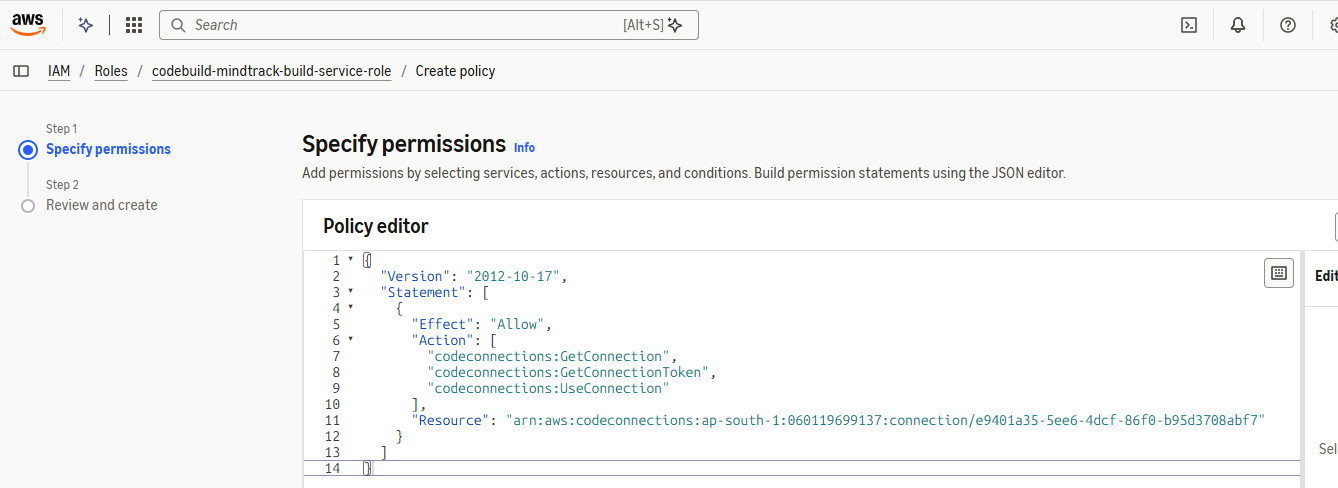 aws
Search
[Alt+S]
IAM / Roles / codebuild-mindtrack-build-service-role / Create policy
Step 1
Specify permissions
Step 2
Review and create
Specify permissions Info
Add permissions by selecting services, actions, resources, and conditions. Build permission statements using the JSON editor.
Policy editor
1 {
2 "Version": "2012-10-17",
3 "Statement": [
4 {
5 "Effect": "Allow",
6 "Action": [
7 "codeconnections:GetConnection",
8 "codeconnections:GetConnectionToken",
9 "codeconnections:UseConnection"
10 ],
11 "Resource": "arn:aws:codeconnections:ap-south-1:060119699137:connection/e9401a35-5ee6-4dcf-86f0-b95d3708abf7"
12 }
13 ]
14 }
Edit
Sel